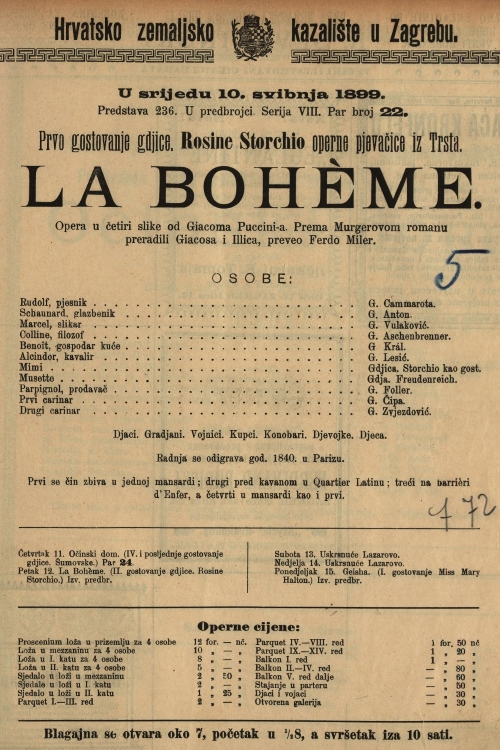 Hrvatsko zemaljsko kazalište u Zagrebu.
U srijedu 10. svibnja 1899.
Predstava 236. U predbrojci. Serija VIII. Par broj 22.
Prvo gostovanje gdjice. Rosine Storchio operne pjevačice iz Trsta.
LA BOHÈME.
Opera u četiri slike od Giacoma Puccini-a. Prema Murgerovom romanu
preradili Giacosa i Illica, preveo Ferdo Miler.
5
OSOBE:
Rudolf, pjesnik . . . . . G. Cammarota.
Schaunard, glazbenik . . . . . G. Anton.
Marcel, slikar . . . . . G. Vulaković.
Colline, filozof . . . . . G. Aschenbrenner.
Benoit, gospodar kuće . . . . . G Král.
Alcindor, kavalir . . . . . G. Lesić.
Mimi . . . . . Gdjica. Storchio kao gost.
Musette . . . . . Gdja. Freudenreich.
Parpignol, prodavač . . . . . G. Foller.
Prvi carinar . . . . . G. Čipa.
Drugi carinar . . . . . G. Zvjezdović.
Djaci. Gradjani. Vojnici. Kupci. Konobari. Djevojke. Djeca.
Radnja se odigrava god. 1840. u Parizu.
Prvi se čin zbiva u jednoj mansardi; drugi pred kavanom u Quartier Latinu; treći na barrièri
d'Enfer, a četvrti u mansardi kao i prvi.
72
Četvrtak 11. Očinski dom. (IV. i posljednje gostovanje
gdjice. Šumovske.) Par 24.
Petak 12. La Bohème. (II. gostovanje gdjice. Rosine
Storchio.) Izv. predbr.
Subota 13. Uskrsnuće Lazarovo.
Nedjelja 14. Uskrsnuće Lazarovo.
Ponedjeljak 15. Geisha. (I. gostovanje Miss Mary
Halton.) Izv. predbr.
Operne cijene:
Proscenium loža u prizemlju za 4 osobe 12 for. — nč.
Loža u mezzaninu za 4 osobe 10 „ — „
Loža u I. katu za 4 osobe 8 „ — „
Loža u II. katu za 4 osobe 5 „ — „
Sjedalo u loži u mezzaninu 2 „ 50 „
Sjedalo u loži u I. katu 2 „ — „
Sjedalo u loži u II. katu 1 „ 25 „
Parquet I.—III. red 2 „ — „
Parquet IV.—VIII. red 1 for. 50 nč
Parquet IX.—XIV. red 1 „ 20 „
Balkon I. red 1 „ — „
Balkon II.—IV. red — „ 80 „
Balkon V. red dalje — „ 60 „
Stajanje u parteru — „ 50 „
Djaci i vojaci — „ 30 „
Otvorena galerija — „ 30 „
Blagajna se otvara oko 7, početak u ½8, a svršetak iza 10 sati.